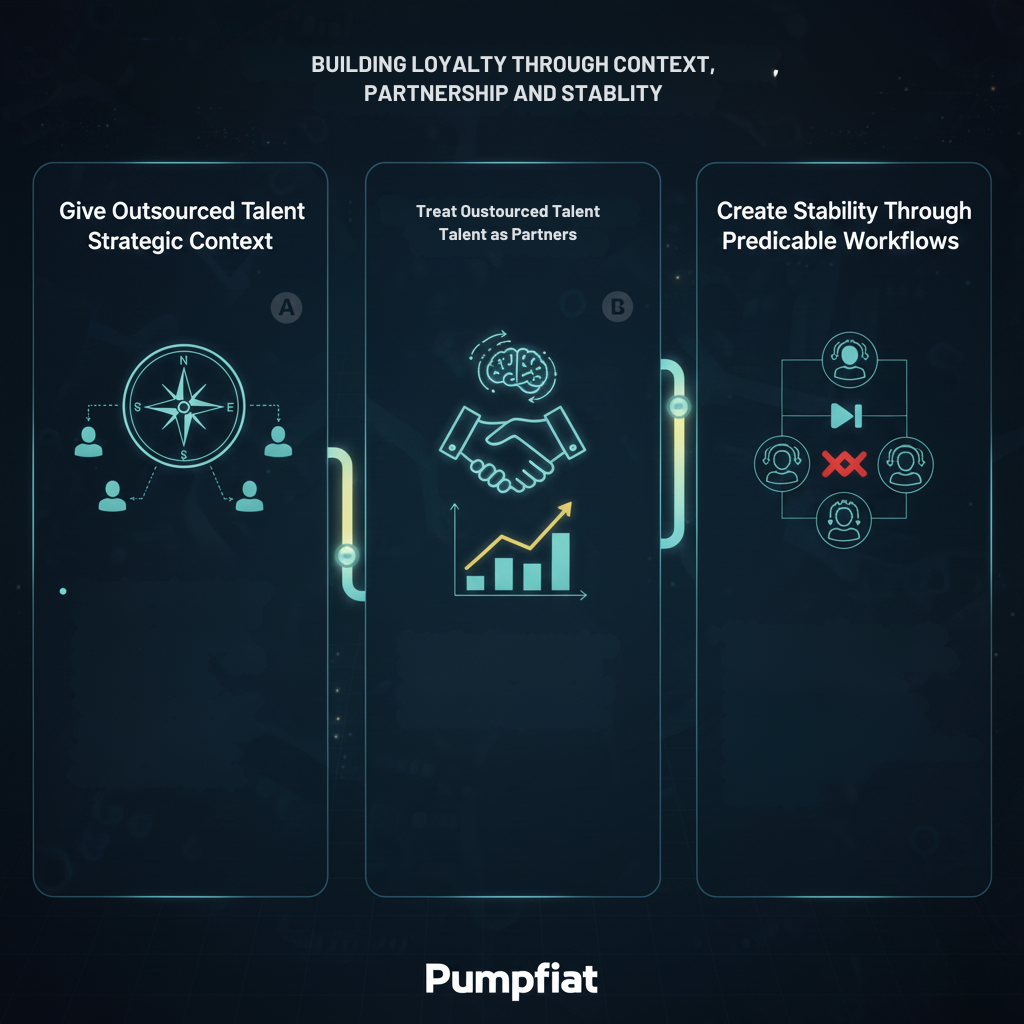 BUILDING LOYALTY THROUGH CONTEXT,
PARTNERSHIP AND STABLITY
Give Outsourced Talent
Strategic Context
A
N
S
E
S
Treat Oustourced Talent
Talent as Partners
B
Create Stability Through
Predicable Workflows
Pumpfiat